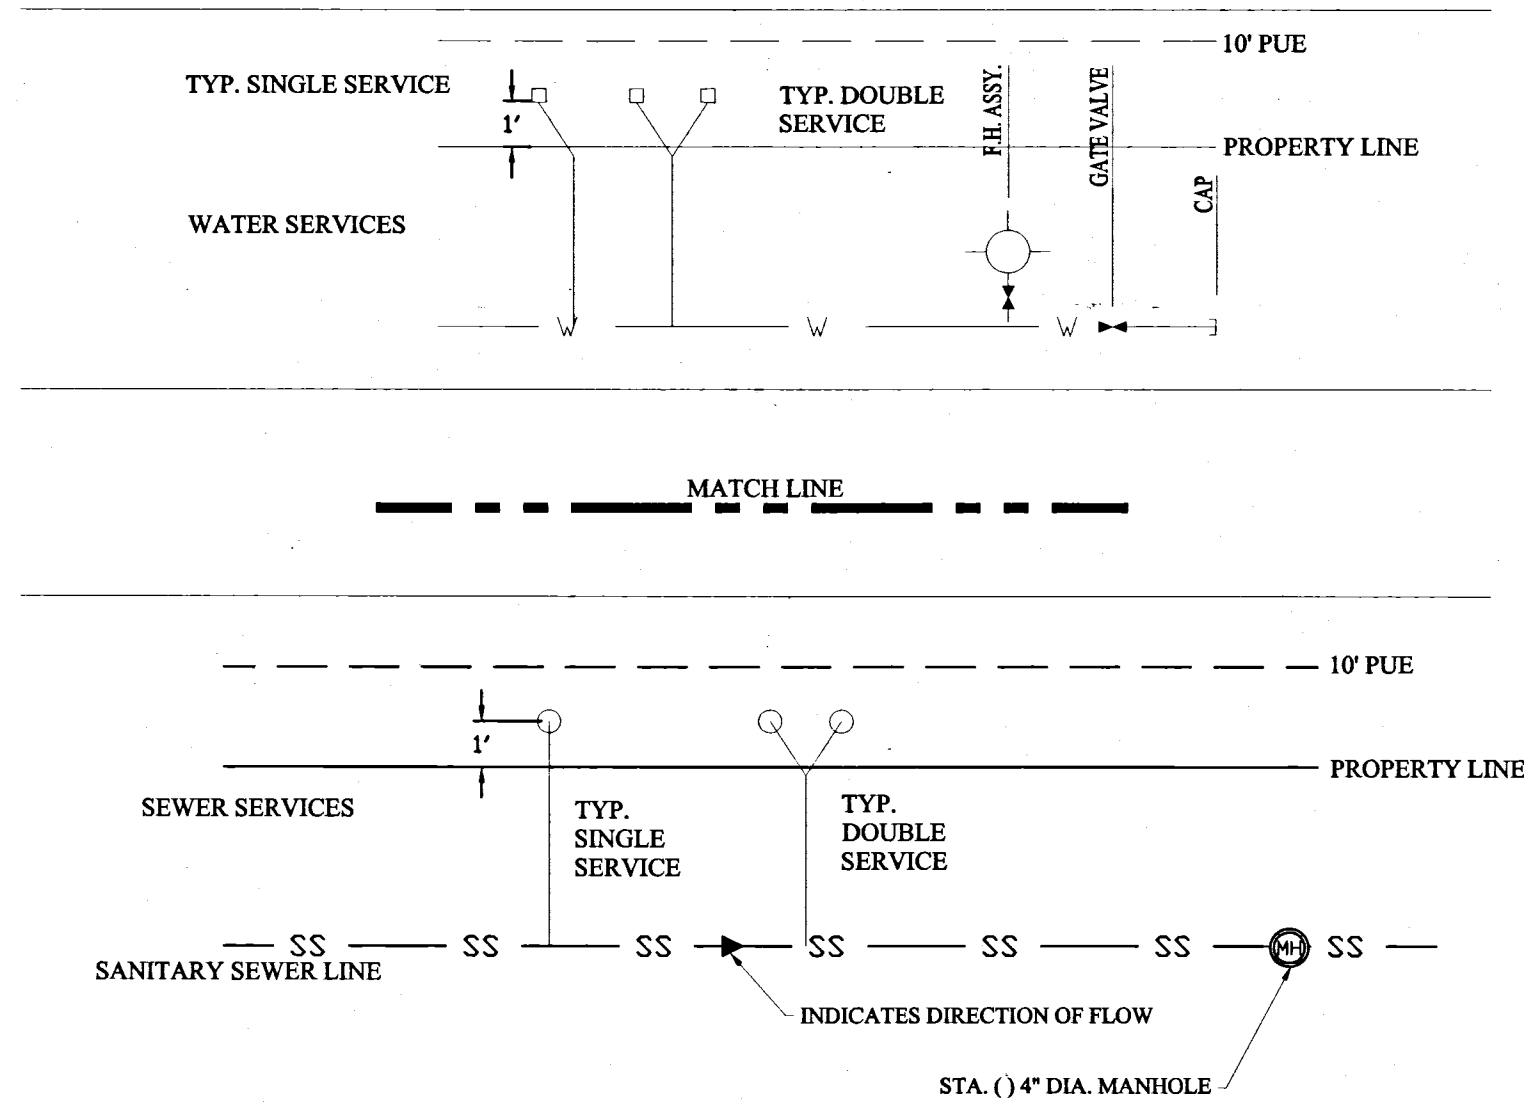 10' PUE
TYP. SINGLE SERVICE
TYP. DOUBLE
SERVICE
F.H. ASSY.
GATE VALVE
1'
PROPERTY LINE
CAP
WATER SERVICES
W W W
MATCH LINE
10' PUE
1'
PROPERTY LINE
SEWER SERVICES
TYP.
SINGLE
SERVICE
TYP.
DOUBLE
SERVICE
SS SS SS SS SS SS MH SS
SANITARY SEWER LINE
INDICATES DIRECTION OF FLOW
STA. ( ) 4" DIA. MANHOLE